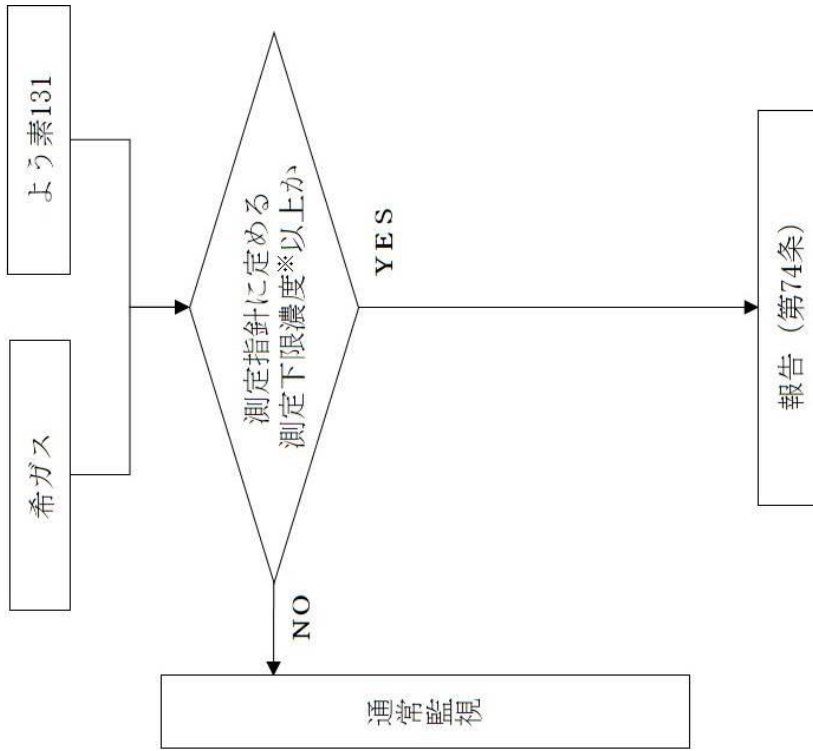 希ガス
よう素131
測定指針に定める
測定下限濃度※以上か
NO
YES
通常監視
報告（第74条）